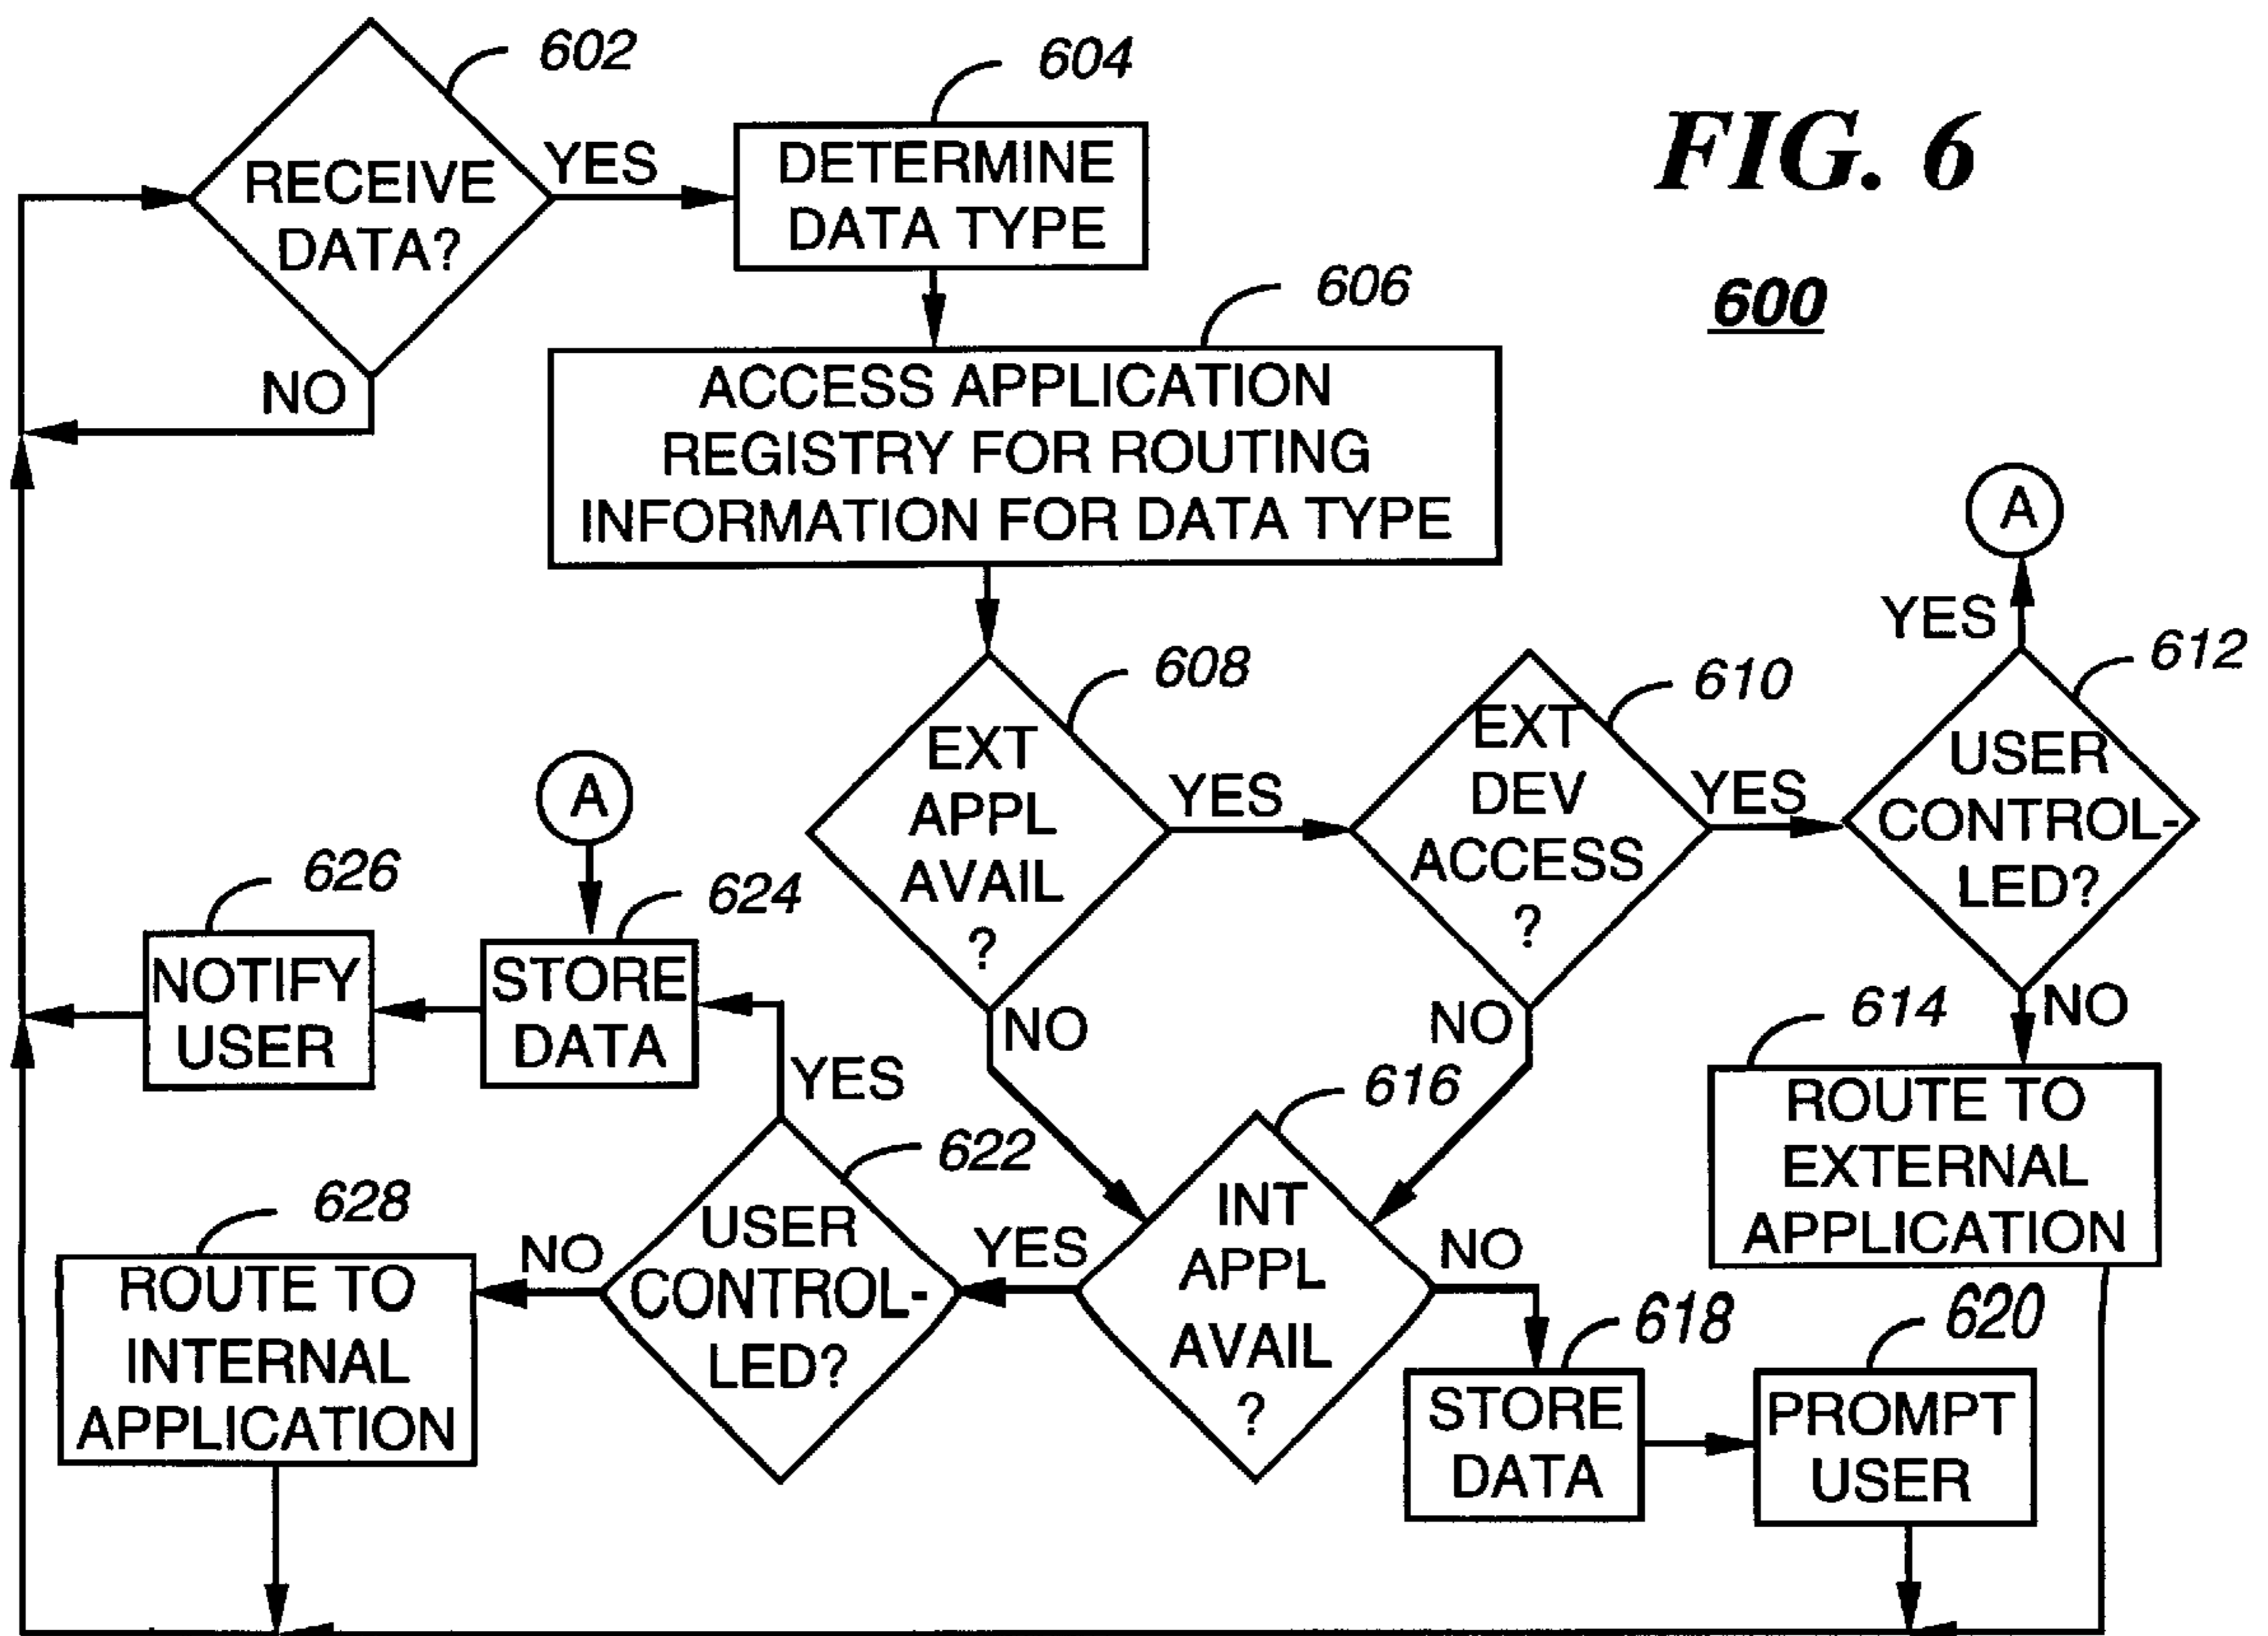 602
RECEIVE
DATA?
YES
NO
604
DETERMINE
DATA TYPE
FIG. 6
600
606
ACCESS APPLICATION
REGISTRY FOR ROUTING
INFORMATION FOR DATA TYPE
608
EXT
APPL
AVAIL
?
YES
NO
610
EXT
DEV
ACCESS
?
YES
NO
A
YES
612
USER
CONTROL-
LED?
NO
614
ROUTE TO
EXTERNAL
APPLICATION
616
INT
APPL
AVAIL
?
YES
NO
618
STORE
DATA
620
PROMPT
USER
622
USER
CONTROL-
LED?
YES
NO
A
624
STORE
DATA
626
NOTIFY
USER
628
ROUTE TO
INTERNAL
APPLICATION